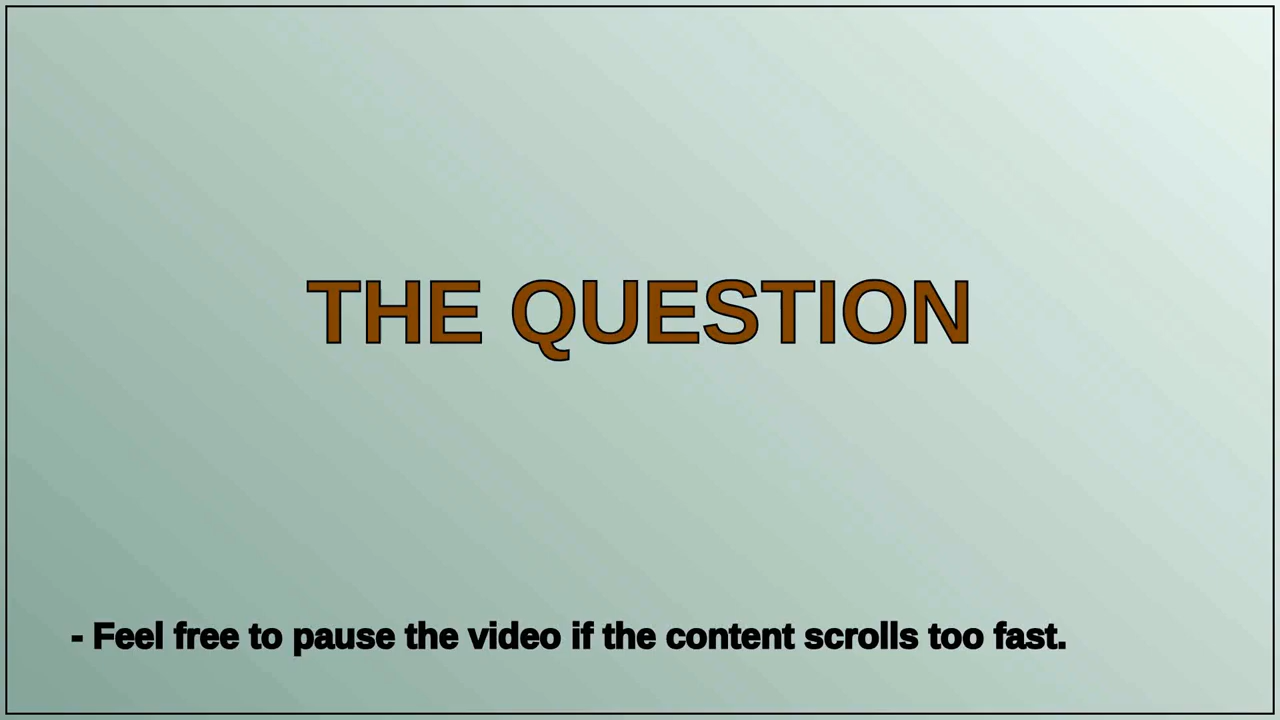 THE QUESTION
- Feel free to pause the video if the content scrolls too fast.